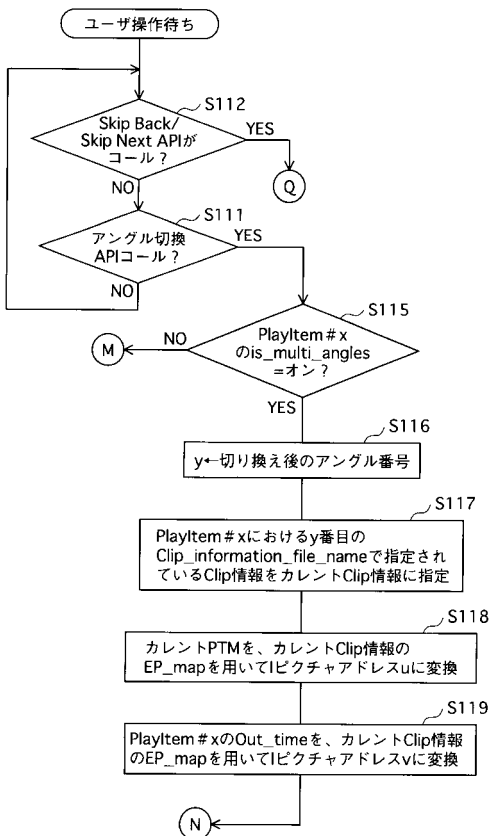 ユーザ操作待ち
S112
Skip Back/
Skip Next APIが
コール?
YES
Q
NO
S111
アングル切換
APIコール?
YES
NO
S115
PlayItem#x
のis_multi_angles
=オン?
NO
M
YES
S116
y←切り換え後のアングル番号
S117
PlayItem#xにおけるy番目の
Clip_information_file_nameで指定され
ているClip情報をカレントClip情報に指定
S118
カレントPTMを、カレントClip情報の
EP_mapを用いてIピクチャアドレスuに変換
S119
PlayItem#xのOut_timeを、カレントClip情報
のEP_mapを用いてIピクチャアドレスvに変換
N